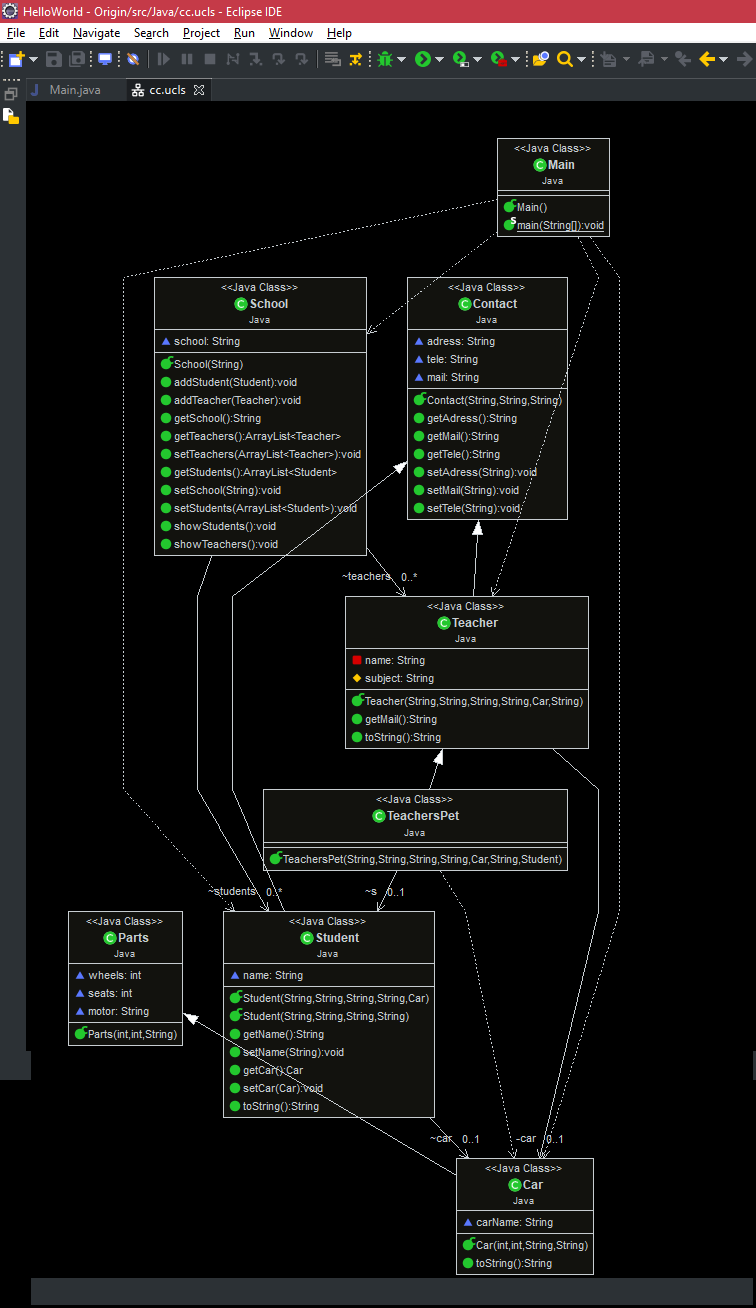 HelloWorld - Origin/src/Java/cc.ucls - Eclipse IDE
File Edit Navigate Search Project Run Window Help
Main.java
cc.ucls
<<Java Class>>
Main
Java
Main()
main(String[]):void
<<Java Class>>
School
Java
school: String
School(String)
addStudent(Student):void
addTeacher(Teacher):void
getSchool():String
getTeachers():ArrayList<Teacher>
setTeachers(ArrayList<Teacher>):void
getStudents():ArrayList<Student>
setSchool(String):void
setStudents(ArrayList<Student>):void
showStudents():void
showTeachers():void
<<Java Class>>
Contact
Java
adress: String
tele: String
mail: String
Contact(String,String,String)
getAdress():String
getMail():String
getTele():String
setAdress(String):void
setMail(String):void
setTele(String):void
~teachers 0..*
<<Java Class>>
Teacher
Java
name: String
subject: String
Teacher(String,String,String,String,Car,String)
getMail():String
toString():String
<<Java Class>>
TeachersPet
Java
TeachersPet(String,String,String,String,Car,String,Student)
~students 0..*
~s 0..1
<<Java Class>>
Parts
Java
wheels: int
seats: int
motor: String
Parts(int,int,String)
<<Java Class>>
Student
Java
name: String
Student(String,String,String,String,Car)
Student(String,String,String,String)
getName():String
setName(String):void
getCar():Car
setCar(Car):void
toString():String
~car 0..1
-car 0..1
<<Java Class>>
Car
Java
carName: String
Car(int,int,String,String)
toString():String